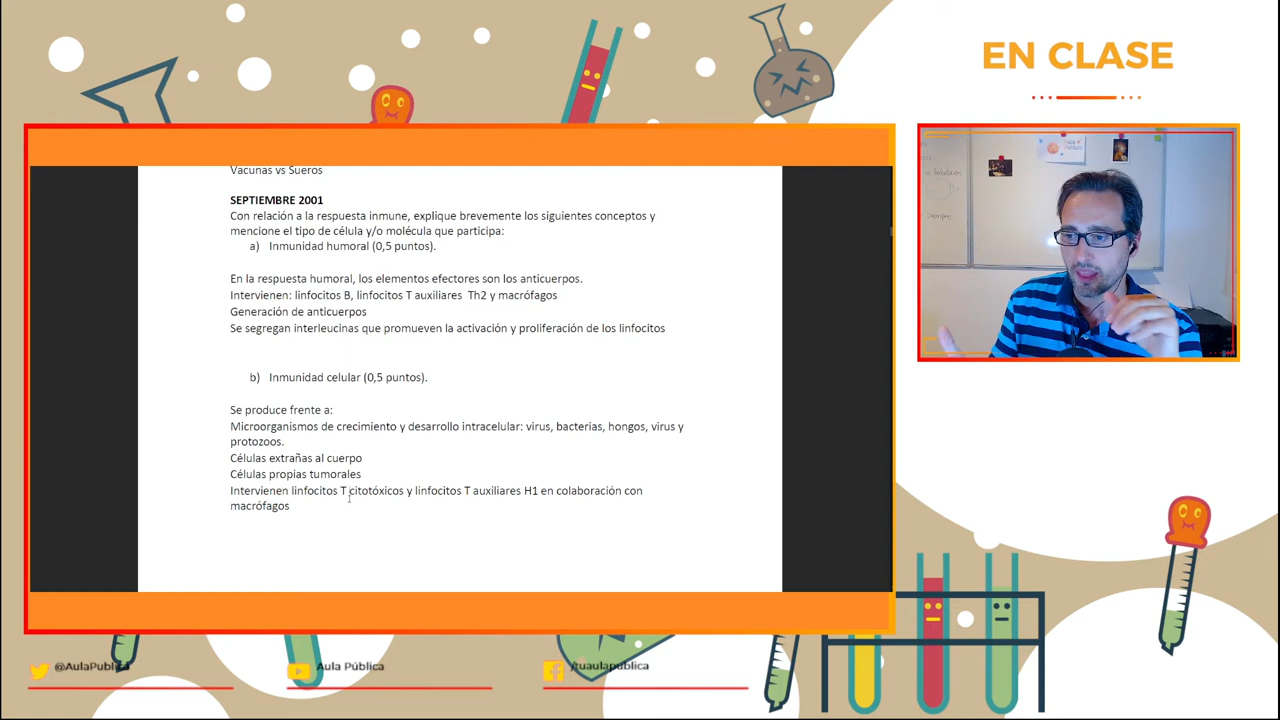 EN CLASE
Vacunas vs Sueros
SEPTIEMBRE 2001
Con relación a la respuesta inmune, explique brevemente los siguientes conceptos y
mencione el tipo de célula y/o molécula que participa:
a) Inmunidad humoral (0,5 puntos).
En la respuesta humoral, los elementos efectores son los anticuerpos.
Intervienen: linfocitos B, linfocitos T auxiliares Th2 y macrófagos
Generación de anticuerpos
Se segregan interleucinas que promueven la activación y proliferación de los linfocitos
b) Inmunidad celular (0,5 puntos).
Se produce frente a:
Microorganismos de crecimiento y desarrollo intracelular: virus, bacterias, hongos, virus y
protozoos.
Células extrañas al cuerpo
Células propias tumorales
Intervienen linfocitos T citotóxicos y linfocitos T auxiliares H1 en colaboración con
macrófagos
@AulaPublica
Aula Pública
/tuaulapublica